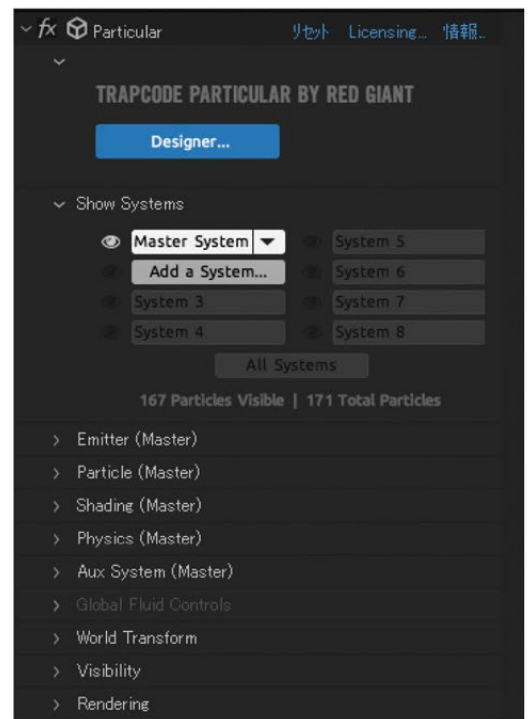 fx Particular リセット Licensing... 情報..
TRAPCODE PARTICULAR BY RED GIANT
Designer...
Show Systems
Master System System 5
Add a System... System 6
System 3 System 7
System 4 System 8
All Systems
167 Particles Visible | 171 Total Particles
Emitter (Master)
Particle (Master)
Shading (Master)
Physics (Master)
Aux System (Master)
Global Fluid Controls
World Transform
Visibility
Rendering